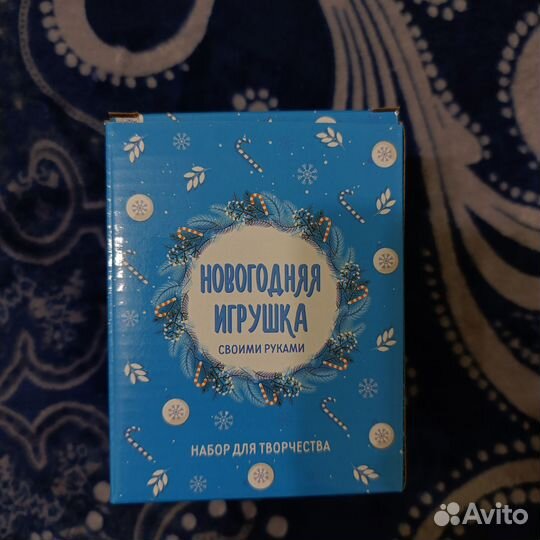 НОВОГОДНЯЯ
ИГРУШКА
СВОИМИ РУКАМИ
НАБОР ДЛЯ ТВОРЧЕСТВА
Avito